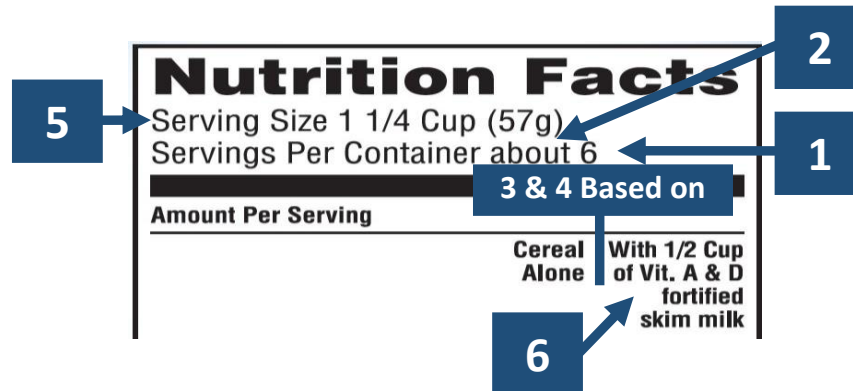 2
Nutrition Facts
5
Serving Size 1 1/4 Cup (57g)
Servings Per Container about 6
1
3 & 4 Based on
Amount Per Serving
Cereal Alone
With 1/2 Cup of Vit. A & D fortified skim milk
6